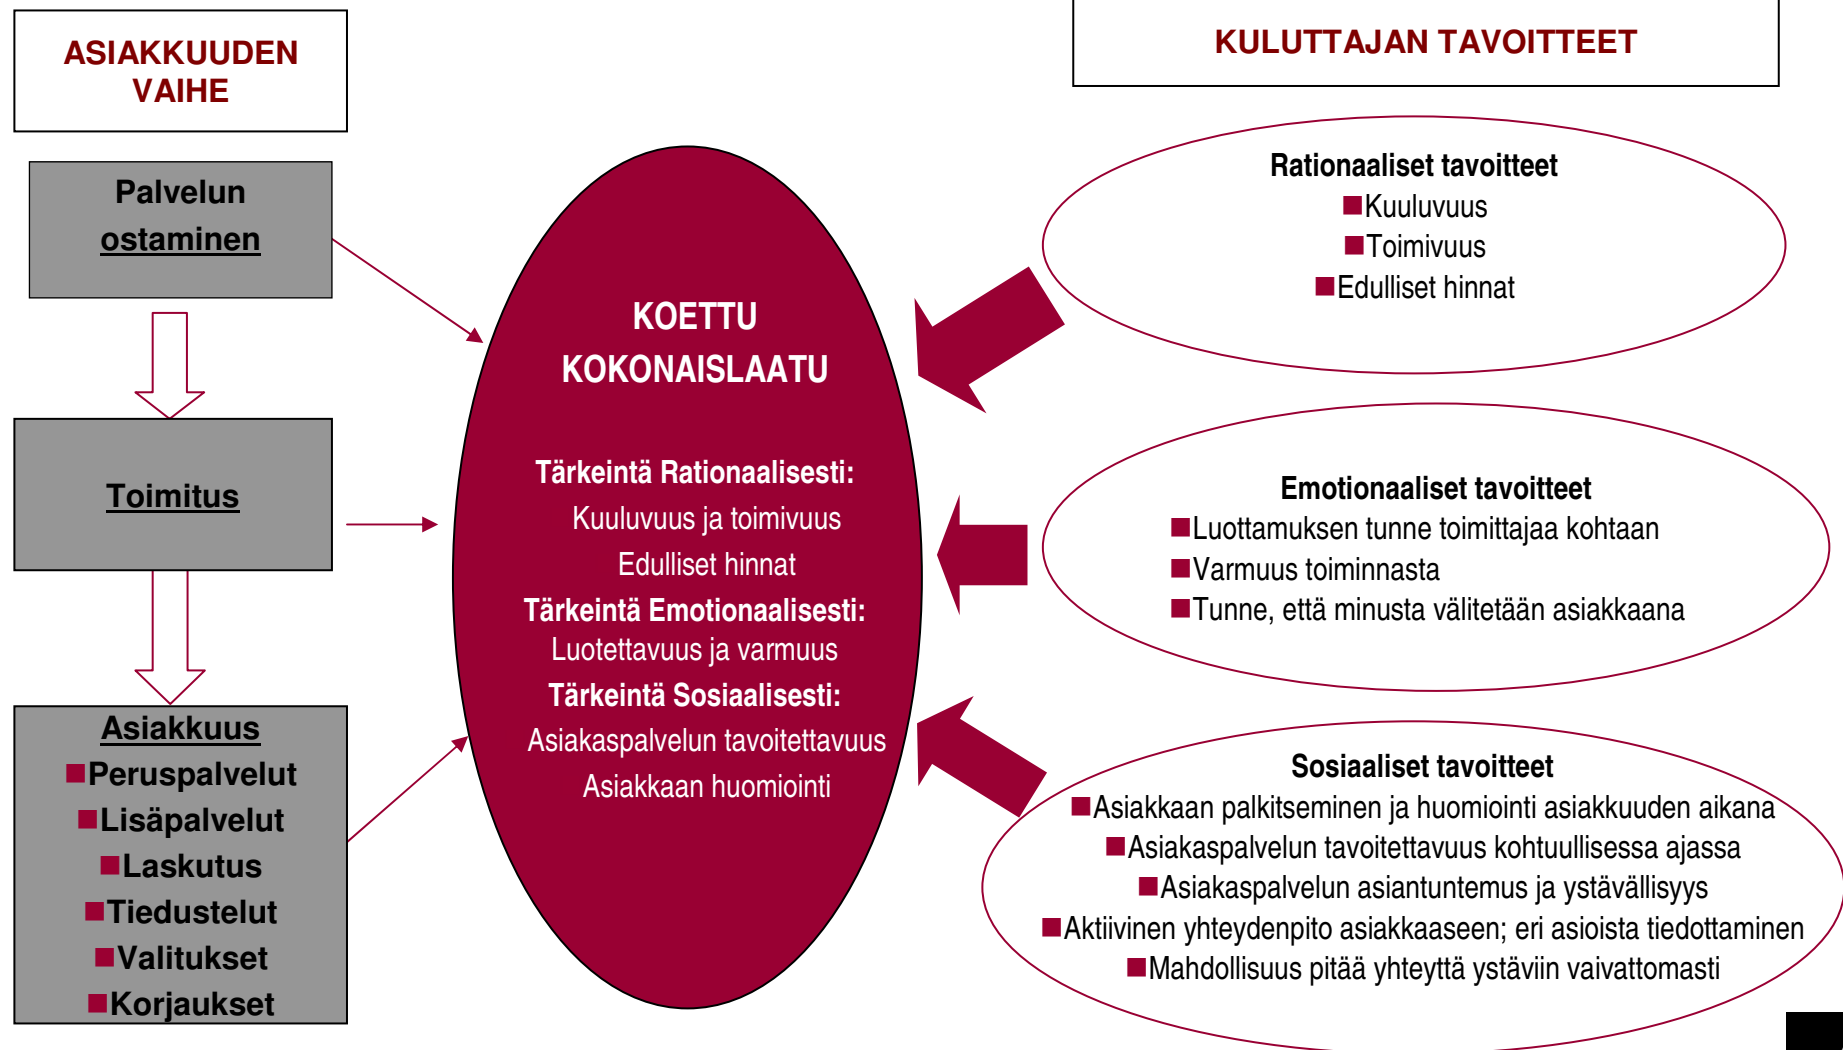 ASIAKKUUDEN
VAIHE
Palvelun
ostaminen
Toimitus
Asiakkuus
Peruspalvelut
Lisäpalvelut
Laskutus
Tiedustelut
Valitukset
Korjaukset
KOETTU
KOKONAISLAATU
Tärkeintä Rationaalisesti:
Kuuluvuus ja toimivuus
Edulliset hinnat
Tärkeintä Emotionaalisesti:
Luotettavuus ja varmuus
Tärkeintä Sosiaalisesti:
Asiakaspalvelun tavoitettavuus
Asiakkaan huomiointi
KULUTTAJAN TAVOITTEET
Rationaaliset tavoitteet
Kuuluvuus
Toimivuus
Edulliset hinnat
Emotionaaliset tavoitteet
Luottamuksen tunne toimittajaa kohtaan
Varmuus toiminnasta
Tunne, että minusta välitetään asiakkaana
Sosiaaliset tavoitteet
Asiakkaan palkitseminen ja huomiointi asiakkuuden aikana
Asiakaspalvelun tavoitettavuus kohtuullisessa ajassa
Asiakaspalvelun asiantuntemus ja ystävällisyys
Aktiivinen yhteydenpito asiakkaaseen; eri asioista tiedottaminen
Mahdollisuus pitää yhteyttä ystäviin vaivattomasti